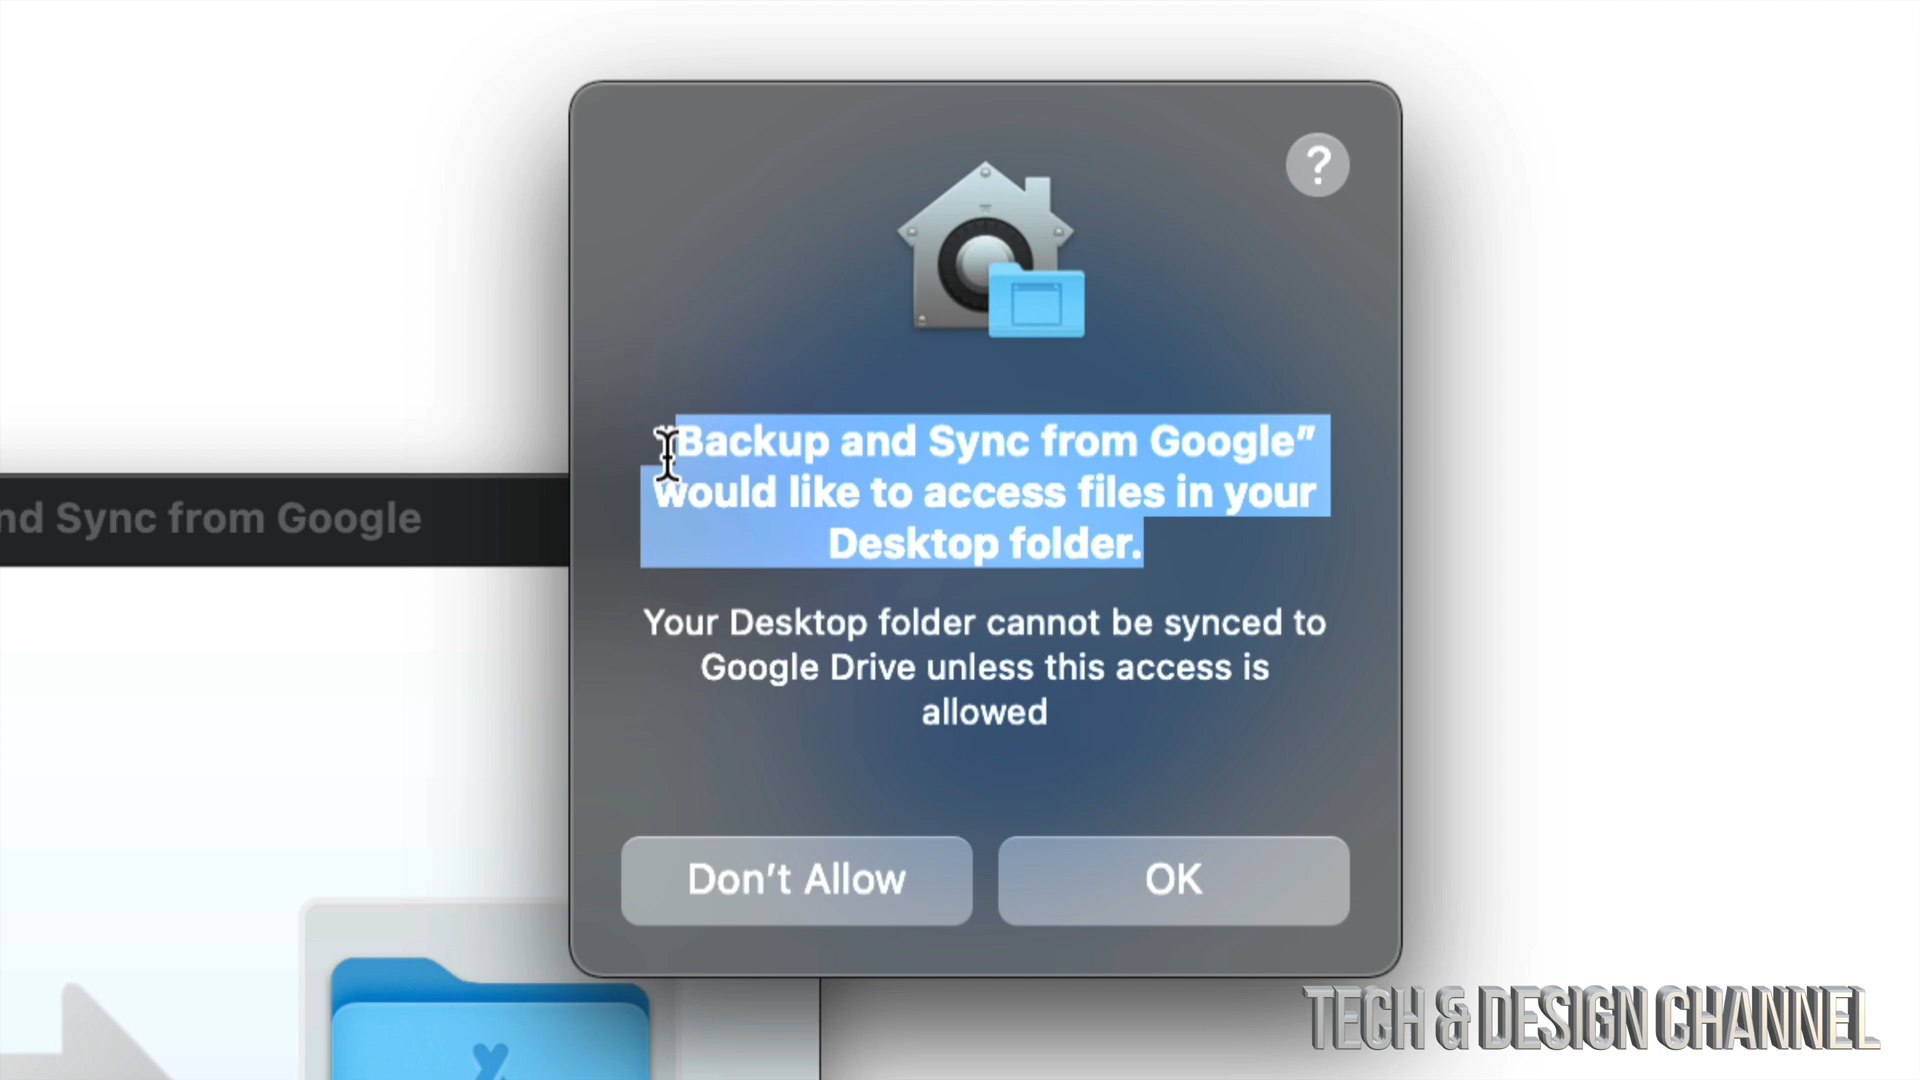 ?
“Backup and Sync from Google”
would like to access files in your
Desktop folder.
nd Sync from Google
Your Desktop folder cannot be synced to
Google Drive unless this access is
allowed
Don’t Allow
OK
TECH & DESIGN CHANNEL